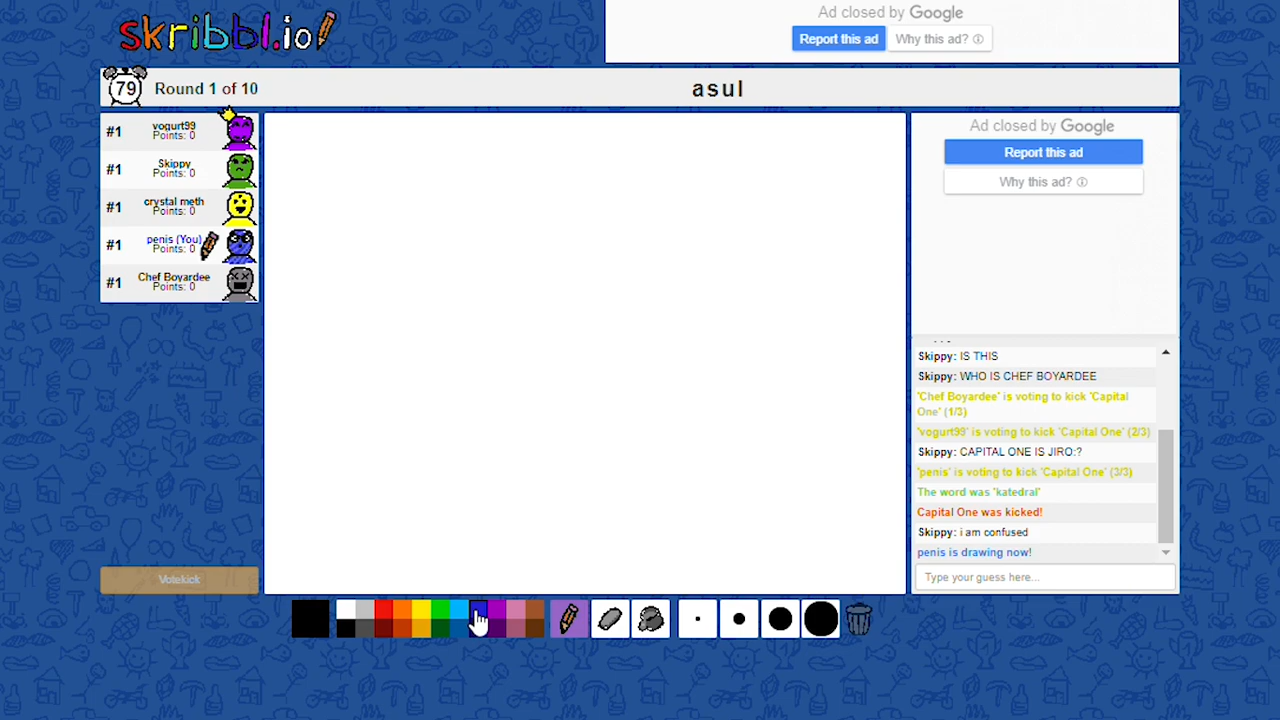 skribbl.io
Ad closed by Google
Report this ad
Why this ad?
79
Round 1 of 10
asul
#1
vogurt99
Points: 0
#1
Skippy
Points: 0
#1
crystal meth
Points: 0
#1
penis (You)
Points: 0
#1
Chef Boyardee
Points: 0
Votekick
Ad closed by Google
Report this ad
Why this ad?
Skippy: IS THIS
Skippy: WHO IS CHEF BOYARDEE
'Chef Boyardee' is voting to kick 'Capital
One' (1/3)
'vogurt99' is voting to kick 'Capital One' (2/3)
Skippy: CAPITAL ONE IS JIRO:?
'penis' is voting to kick 'Capital One' (3/3)
The word was 'katedral'
Capital One was kicked!
Skippy: i am confused
penis is drawing now!
Type your guess here...